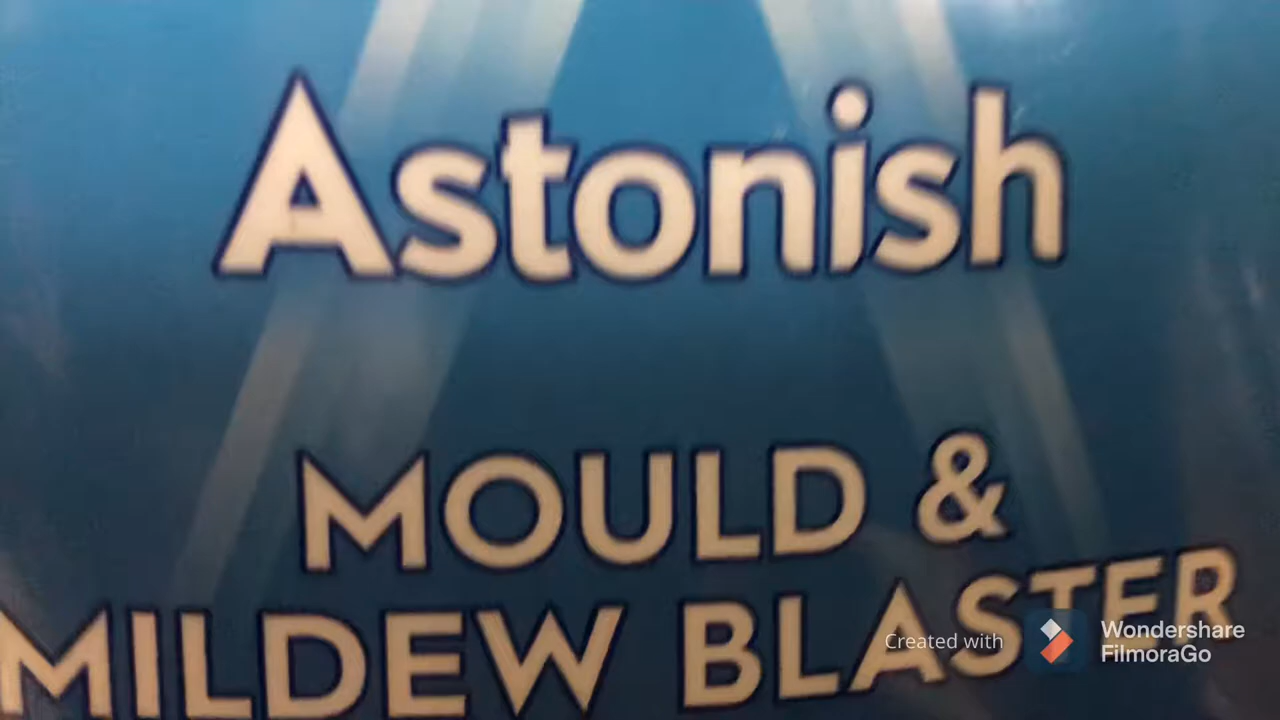 Astonish
MOULD &
MILDEW BLASTER
Created with
Wondershare
FilmoraGo